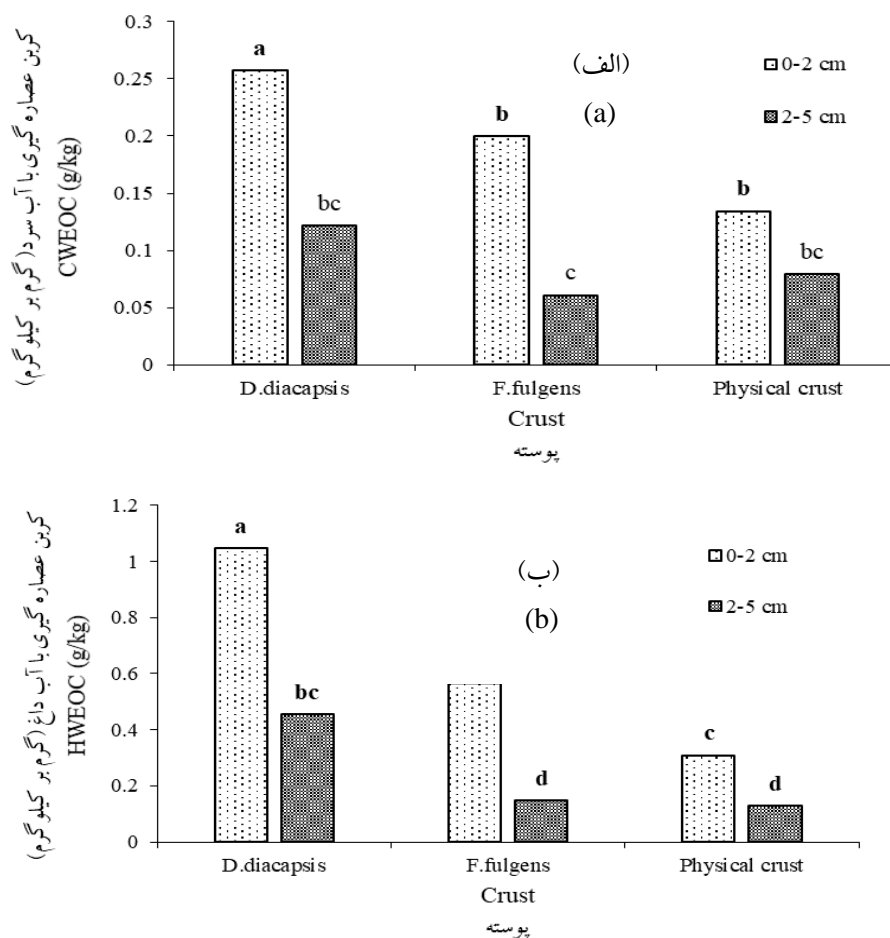 کربن عصاره گیری با آب سرد( گرم بر کیلوگرم)
CWEOC (g/kg)
0.3
0.25
0.2
0.15
0.1
0.05
0
a
bc
b
c
b
bc
(الف)
(a)
0-2 cm
2-5 cm
D.diacapsis
F.fulgens
Physical crust
Crust
پوسته
کربن عصاره گیری با آب داغ (گرم بر کیلوگرم)
HWEOC (g/kg)
1.2
1
0.8
0.6
0.4
0.2
0
a
bc
d
c
d
(ب)
(b)
0-2 cm
2-5 cm
D.diacapsis
F.fulgens
Physical crust
Crust
پوسته